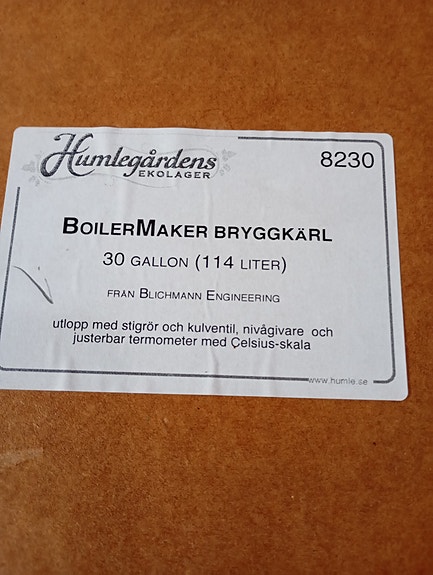 Humlegårdens
EKOLAGER
8230
BOILERMAKER BRYGGKÄRL
30 GALLON (114 LITER)
FRÅN BLICHMANN ENGINEERING
utlopp med stigrör och kulventil, nivågivare och
justerbar termometer med Çelsius-skala
www.humle.se